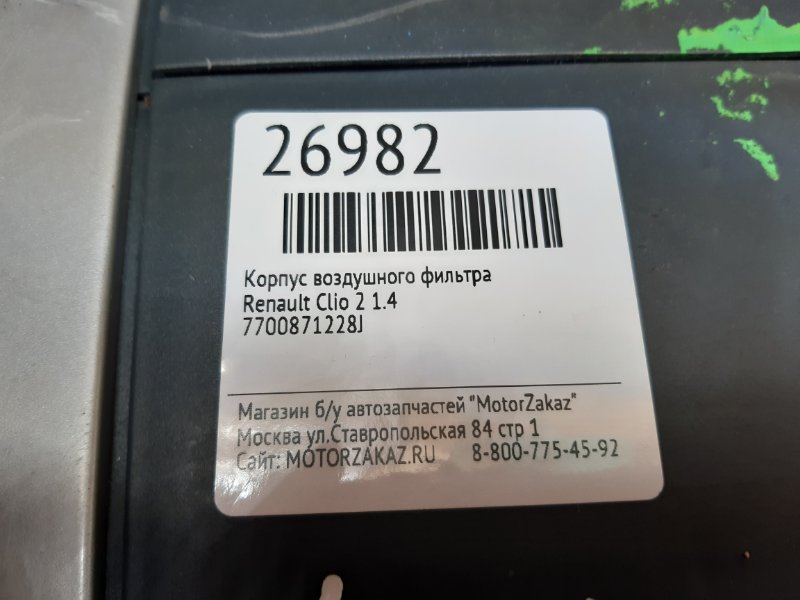 26982
Корпус воздушного фильтра
Renault Clio 2 1.4
7700871228J
Магазин б/у автозапчастей "MotorZakaz"
Москва ул.Ставропольская 84 стр 1
Сайт: MOTORZAKAZ.RU 8-800-775-45-92